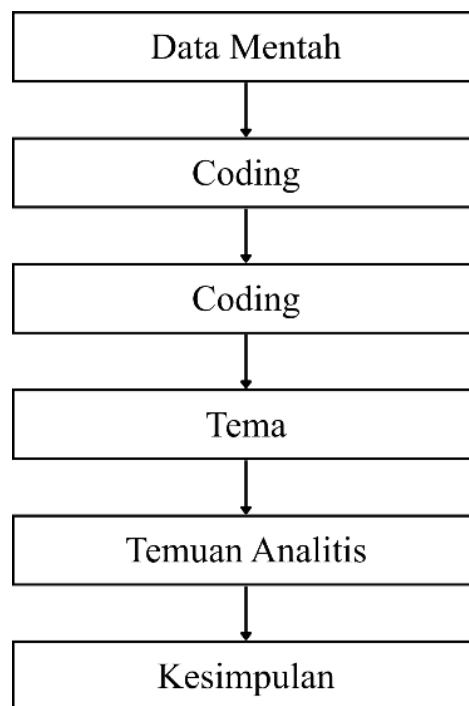 Data Mentah
Coding
Coding
Tema
Temuan Analitis
Kesimpulan